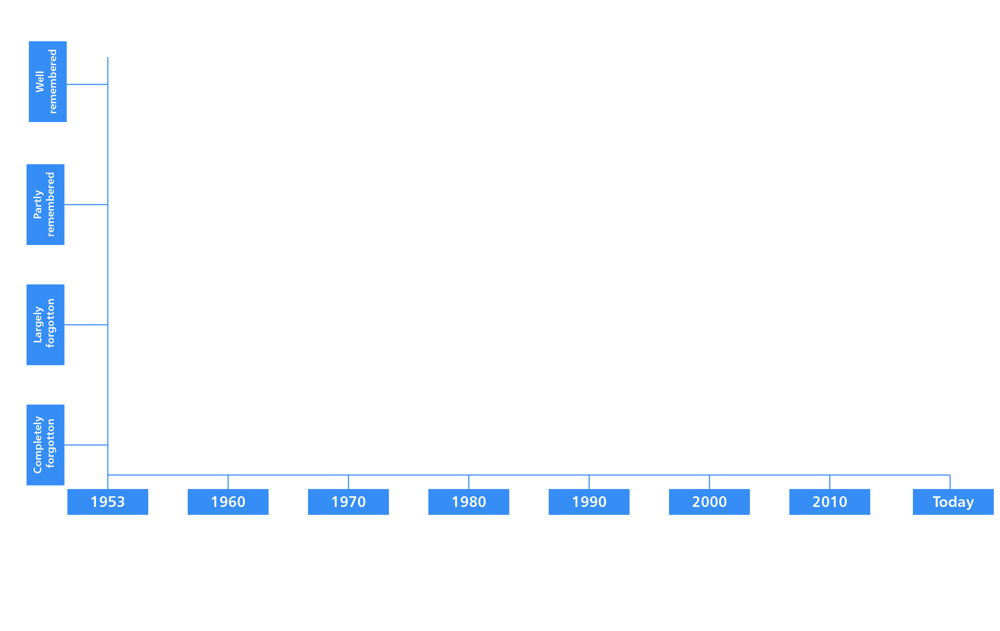 Well
remembered
Partly
remembered
Largely
forgotton
Completely
forgotton
1953
1960
1970
1980
1990
2000
2010
Today